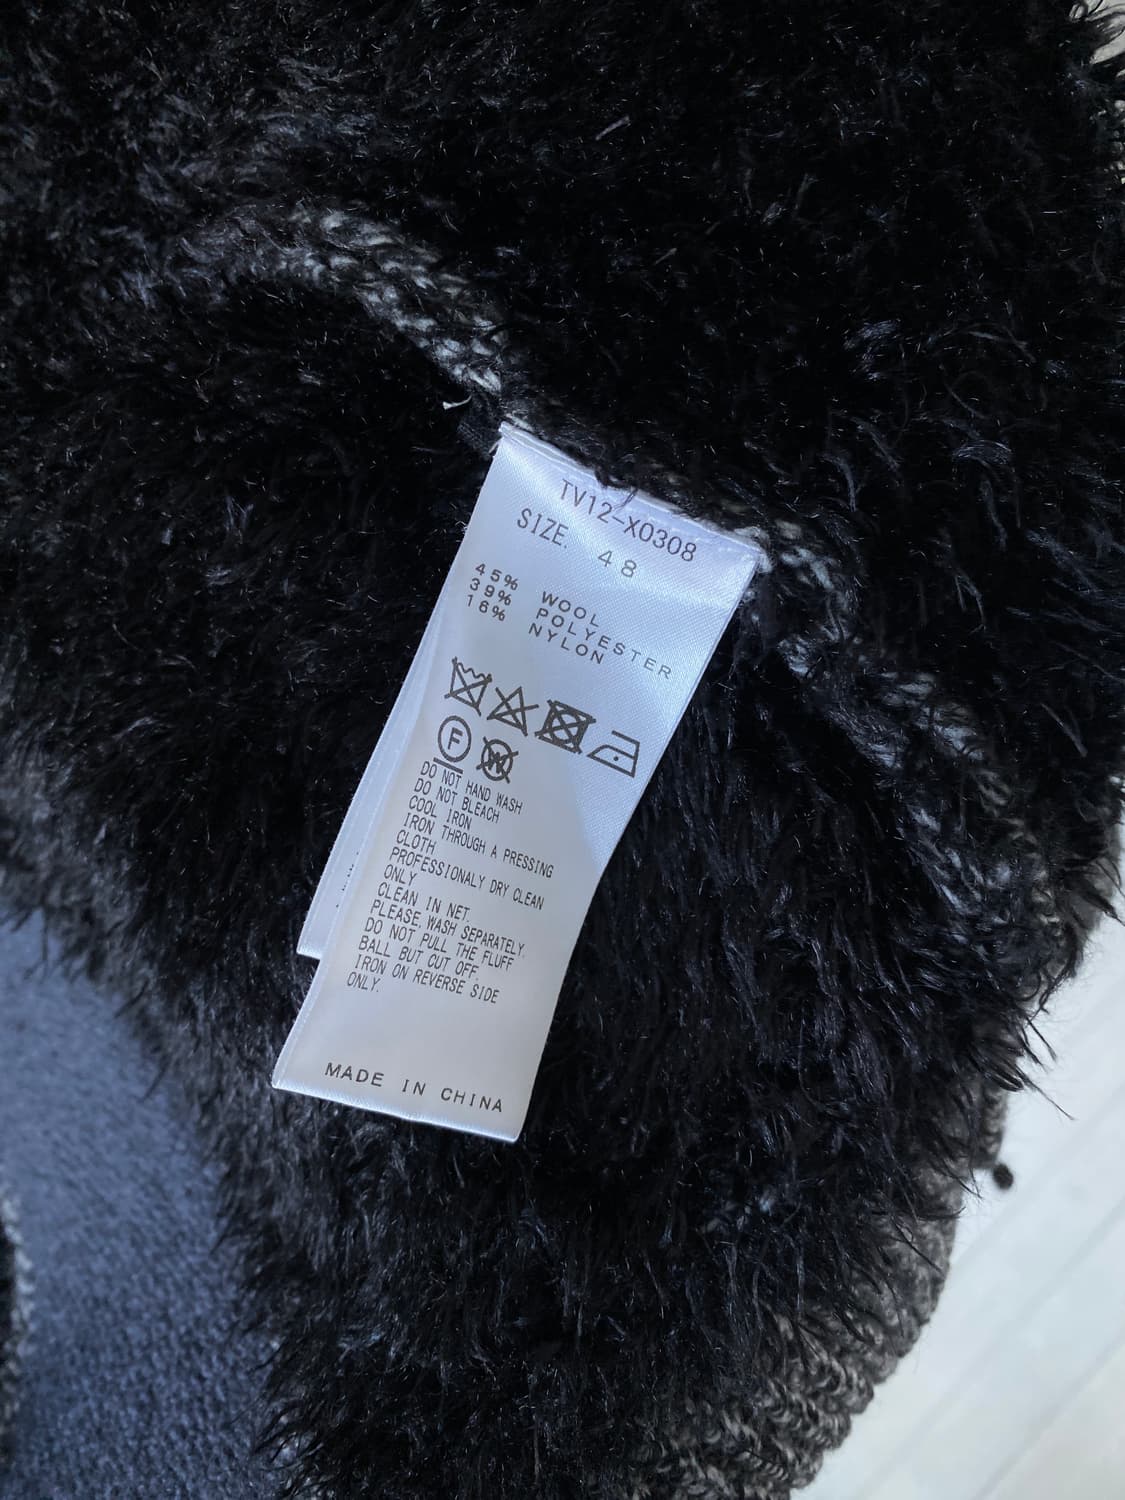 TV12-X0308
SIZE. 48
45% WOOL
39% POLYESTER
16% NYLON
F W
DO NOT HAND WASH
DO NOT BLEACH
COOL IRON
IRON THROUGH A PRESSING
CLOTH
PROFESSIONALY DRY CLEAN
ONLY
CLEAN IN NET.
PLEASE WASH SEPARATELY.
DO NOT PULL THE FLUFF
BALL BUT CUT OFF.
IRON ON REVERSE SIDE
ONLY.
MADE IN CHINA